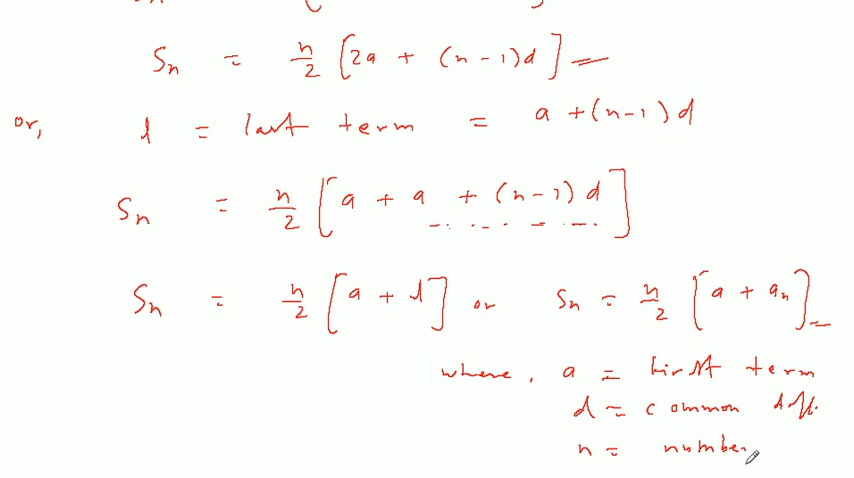 Sn = n/2 [2a + (n - 1)d]
or, l = last term = a + (n - 1) d
Sn = n/2 [a + a + (n - 1) d]
Sn = n/2 [a + l] or Sn = n/2 [a + an]
where, a = first term
d = common diff.
n = number